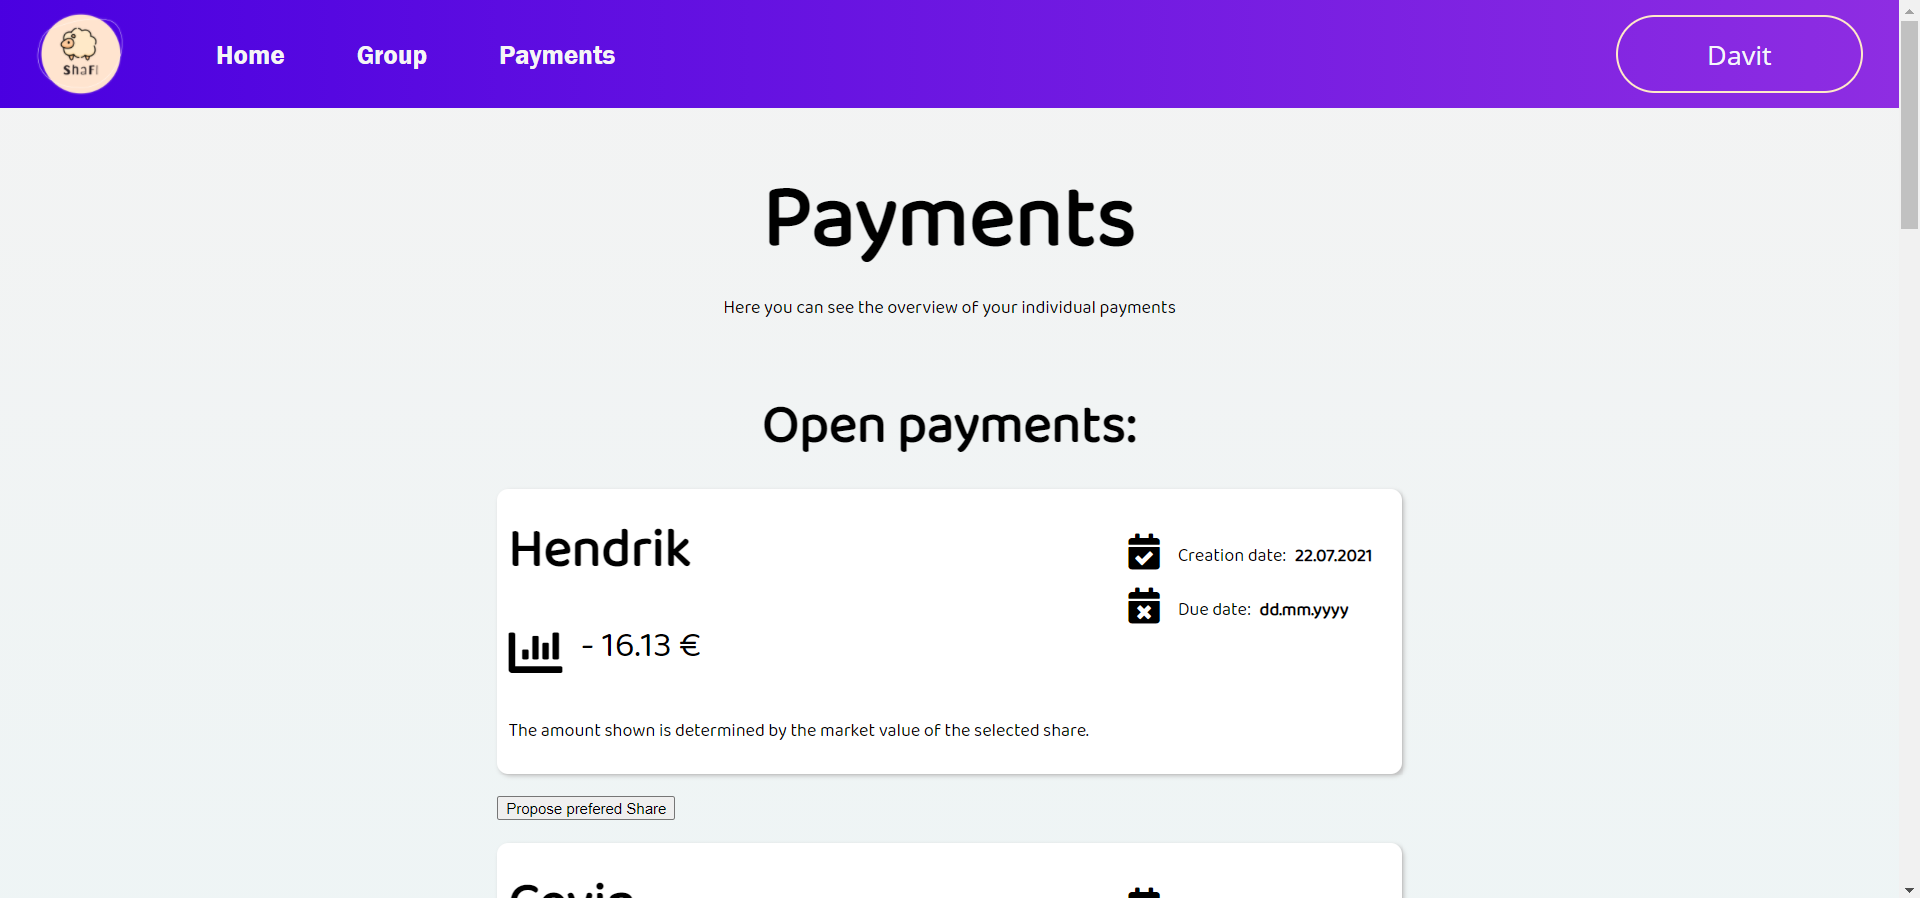 ShaFi
Home
Group
Payments
Davit
Payments
Here you can see the overview of your individual payments
Open payments:
Hendrik
Creation date: 22.07.2021
Due date: dd.mm.yyyy
- 16.13 €
The amount shown is determined by the market value of the selected share.
Propose prefered Share